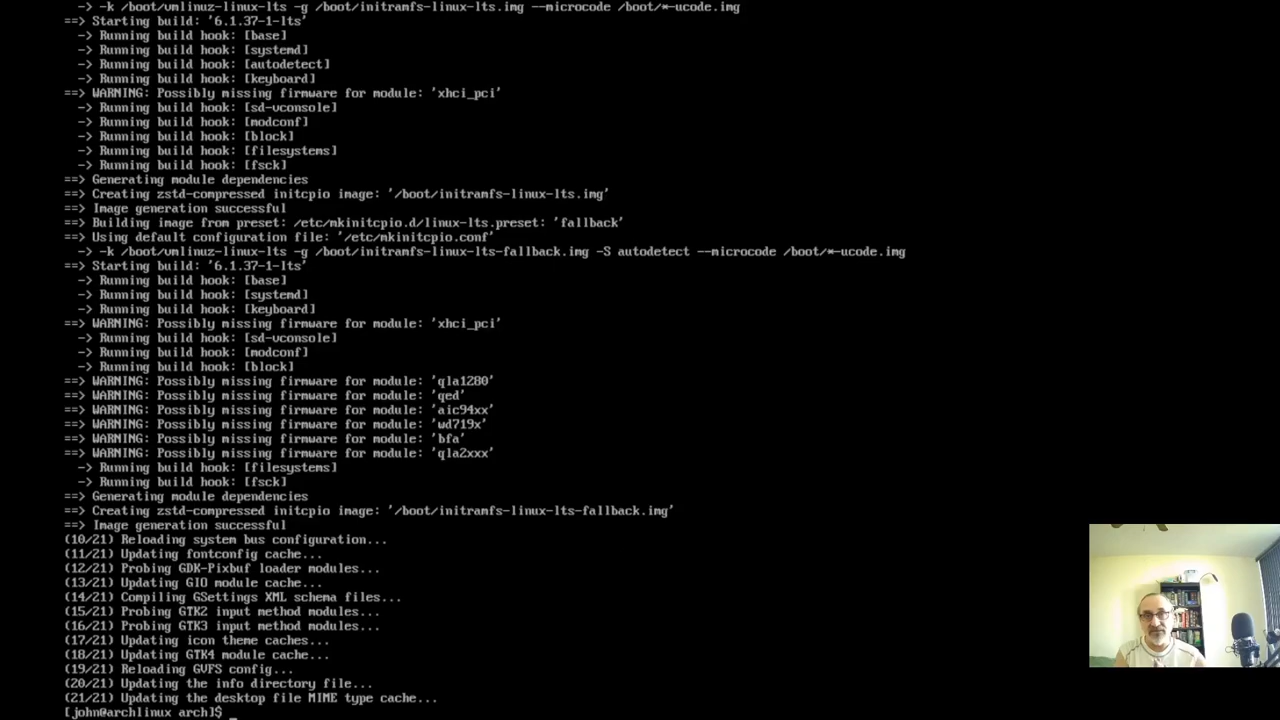 -> -k /boot/vmlinuz-linux-lts -g /boot/initramfs-linux-lts.img --microcode /boot/*-ucode.img
==> Starting build: '6.1.37-1-lts'
-> Running build hook: [base]
-> Running build hook: [systemd]
-> Running build hook: [autodetect]
-> Running build hook: [keyboard]
==> WARNING: Possibly missing firmware for module: 'xhci_pci'
-> Running build hook: [sd-vconsole]
-> Running build hook: [modconf]
-> Running build hook: [block]
-> Running build hook: [filesystems]
-> Running build hook: [fsck]
==> Generating module dependencies
==> Creating zstd-compressed initcpio image: '/boot/initramfs-linux-lts.img'
==> Image generation successful
==> Building image from preset: /etc/mkinitcpio.d/linux-lts.preset: 'fallback'
==> Using default configuration file: '/etc/mkinitcpio.conf'
-> -k /boot/vmlinuz-linux-lts -g /boot/initramfs-linux-lts-fallback.img -S autodetect --microcode /boot/*-ucode.img
==> Starting build: '6.1.37-1-lts'
-> Running build hook: [base]
-> Running build hook: [systemd]
-> Running build hook: [keyboard]
==> WARNING: Possibly missing firmware for module: 'xhci_pci'
-> Running build hook: [sd-vconsole]
-> Running build hook: [modconf]
-> Running build hook: [block]
==> WARNING: Possibly missing firmware for module: 'qla1280'
==> WARNING: Possibly missing firmware for module: 'qed'
==> WARNING: Possibly missing firmware for module: 'aic94xx'
==> WARNING: Possibly missing firmware for module: 'wd719x'
==> WARNING: Possibly missing firmware for module: 'bfa'
==> WARNING: Possibly missing firmware for module: 'qla2xxx'
-> Running build hook: [filesystems]
-> Running build hook: [fsck]
==> Generating module dependencies
==> Creating zstd-compressed initcpio image: '/boot/initramfs-linux-lts-fallback.img'
==> Image generation successful
(10/21) Reloading system bus configuration...
(11/21) Updating fontconfig cache...
(12/21) Probing GDK-Pixbuf loader modules...
(13/21) Updating GIO module cache...
(14/21) Compiling GSettings XML schema files...
(15/21) Probing GTK2 input method modules...
(16/21) Probing GTK3 input method modules...
(17/21) Updating icon theme caches...
(18/21) Updating GTK4 module cache...
(19/21) Reloading GVFS config...
(20/21) Updating the info directory file...
(21/21) Updating the desktop file MIME type cache...
[john@archlinux arch]$ _